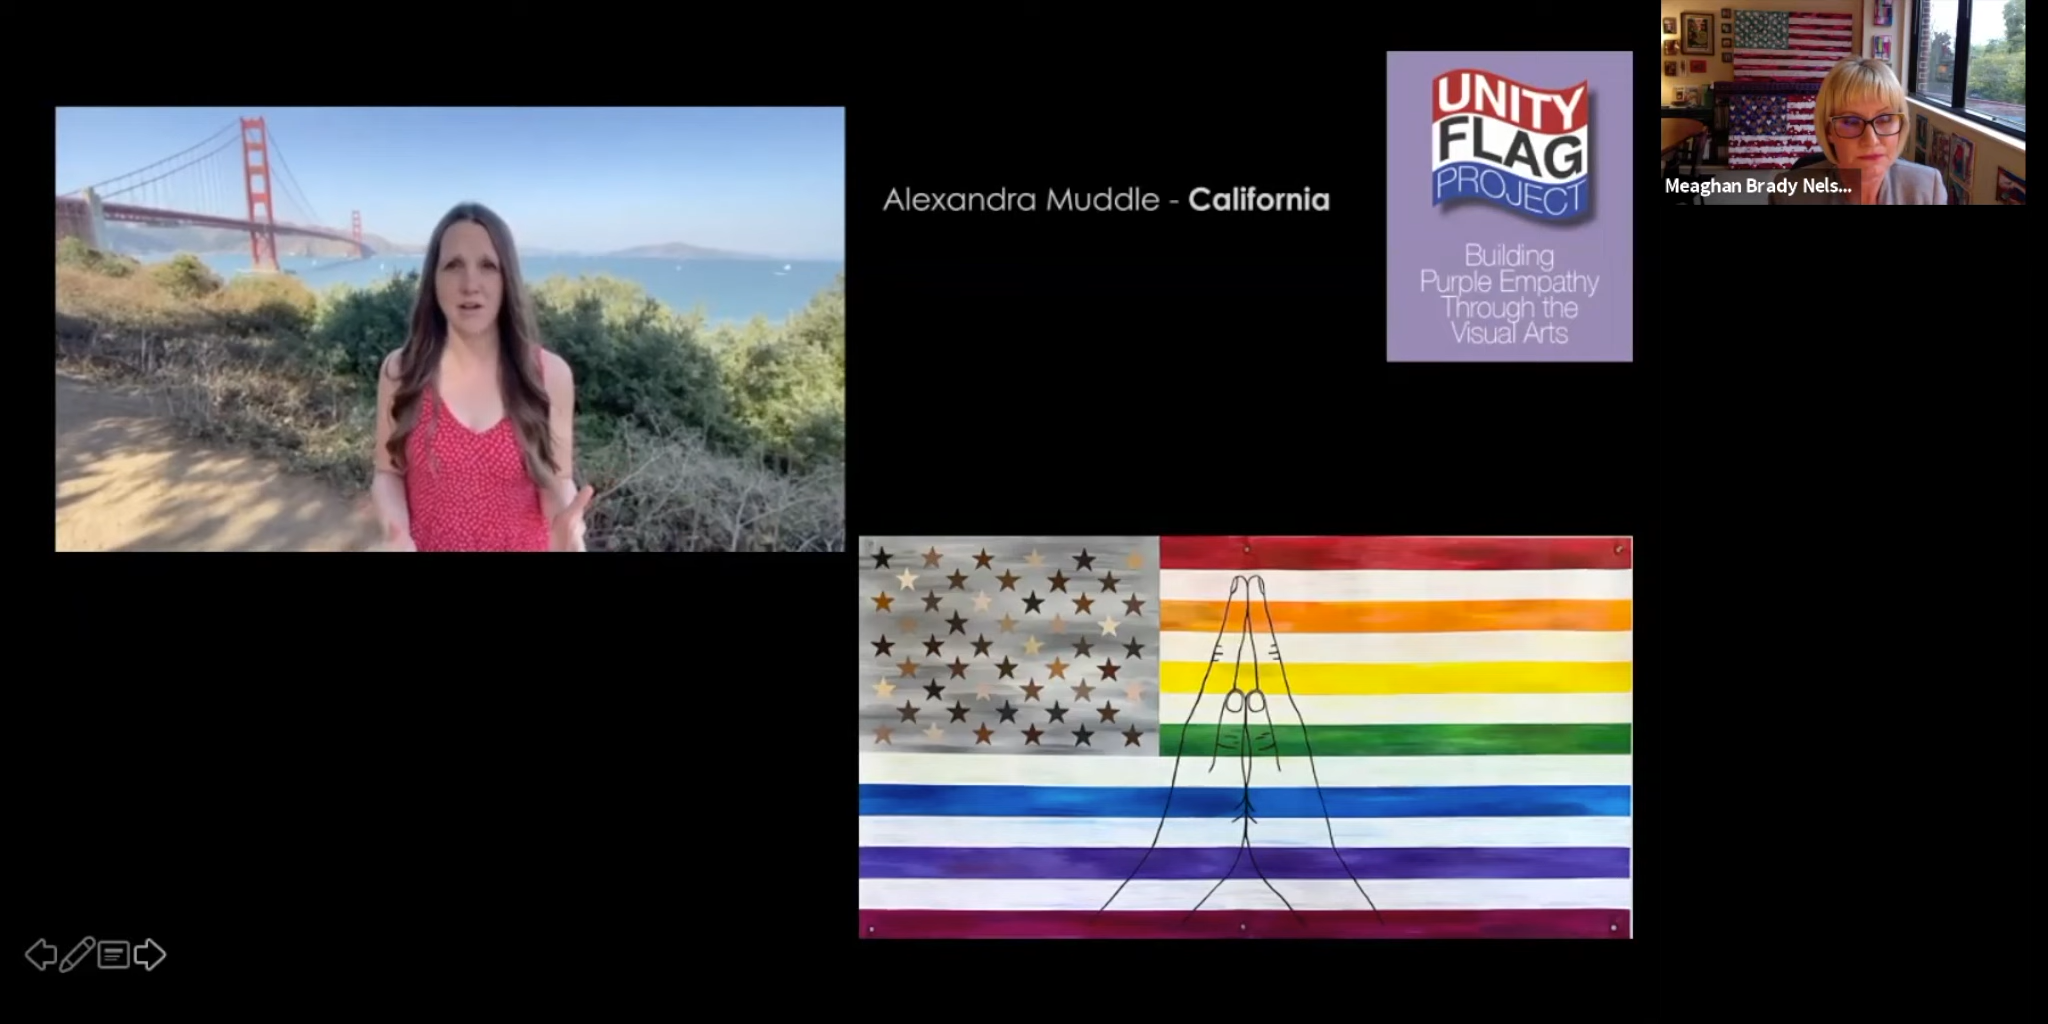 Alexandra Muddle - California
UNITY
FLAG
PROJECT
Building
Purple Empathy
Through the
Visual Arts
Meaghan Brady Nels...